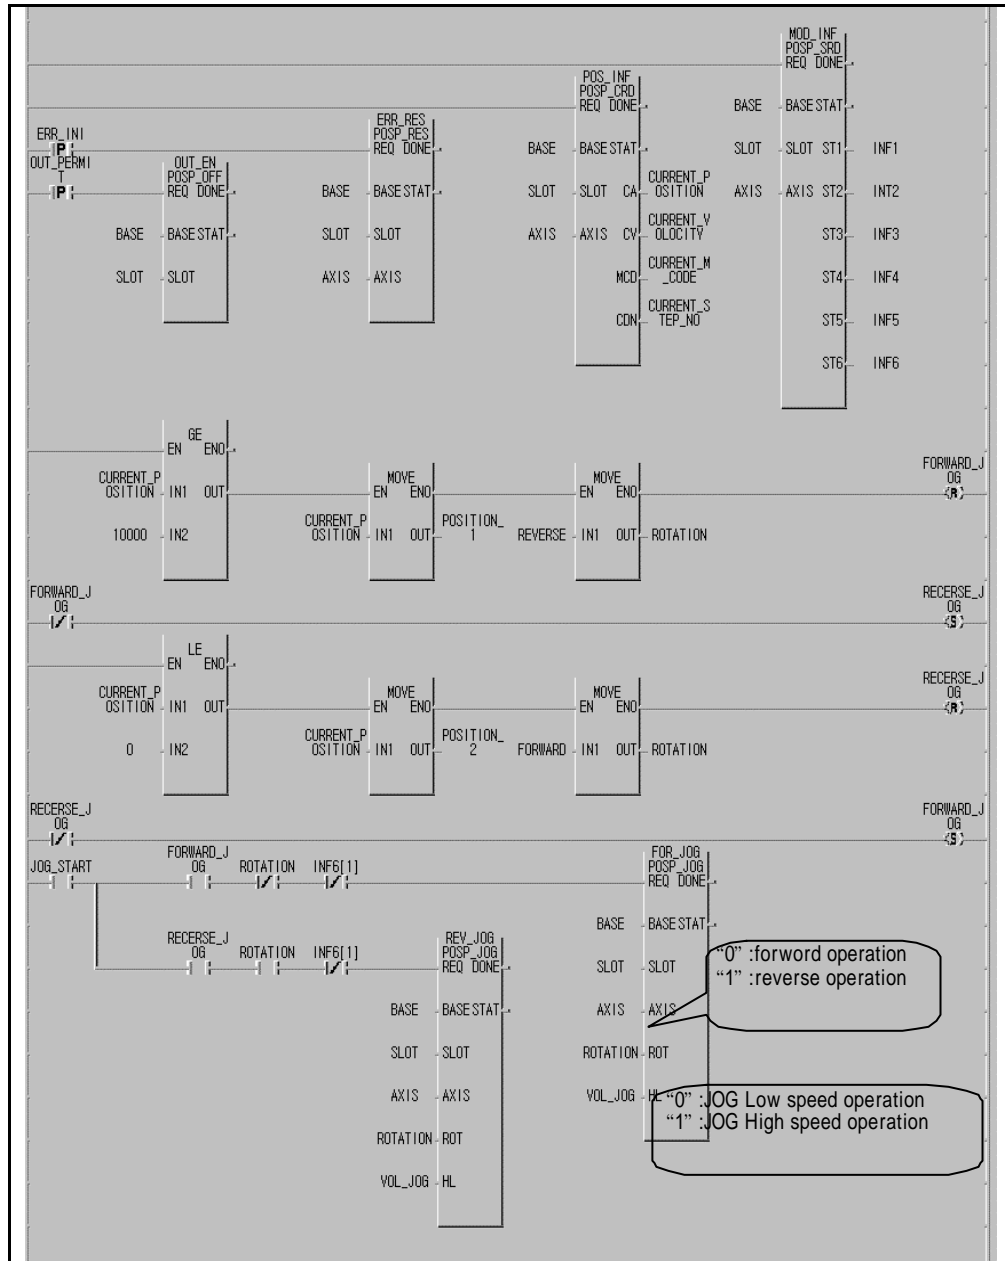 MOD_INF
POSP_SRD
REQ DONE
POS_INF
POSP_CRD
REQ DONE
BASE
BASE STAT
ERR_RES
POSP_RES
REQ DONE
ERR_INI
P
BASE
BASE STAT
SLOT
SLOT ST1
INF1
OUT_PERMI
T
P
OUT_EN
POSP_OFF
REQ DONE
BASE
BASE STAT
SLOT
SLOT CA
CURRENT_P
OSITION
AXIS
AXIS ST2
INT2
BASE
BASE STAT
SLOT
SLOT
AXIS
AXIS CV
CURRENT_V
OLOCITY
ST3
INF3
SLOT
SLOT
AXIS
AXIS
MCD
CURRENT_M
_CODE
ST4
INF4
CDN
CURRENT_S
TEP_NO
ST5
INF5
ST6
INF6
GE
EN ENO
CURRENT_P
OSITION
IN1 OUT
MOVE
EN ENO
MOVE
EN ENO
FORWARD_J
OG
R
10000
IN2
CURRENT_P
OSITION
IN1 OUT
POSITION_
1
REVERSE
IN1 OUT
ROTATION
FORWARD_J
OG
RECERSE_J
OG
S
LE
EN ENO
CURRENT_P
OSITION
IN1 OUT
MOVE
EN ENO
MOVE
EN ENO
RECERSE_J
OG
R
0
IN2
CURRENT_P
OSITION
IN1 OUT
POSITION_
2
FORWARD
IN1 OUT
ROTATION
RECERSE_J
OG
FORWARD_J
OG
S
JOG_START
FORWARD_J
OG
ROTATION
INF6[1]
FOR_JOG
POSP_JOG
REQ DONE
BASE
BASE STAT
RECERSE_J
OG
ROTATION
INF6[1]
REV_JOG
POSP_JOG
REQ DONE
SLOT
SLOT
“0” :forword operation
“1” :reverse operation
BASE
BASE STAT
AXIS
AXIS
SLOT
SLOT
ROTATION
ROT
AXIS
AXIS
VOL_JOG
HL
“0” :JOG Low speed operation
“1” :JOG High speed operation
ROTATION
ROT
VOL_JOG
HL